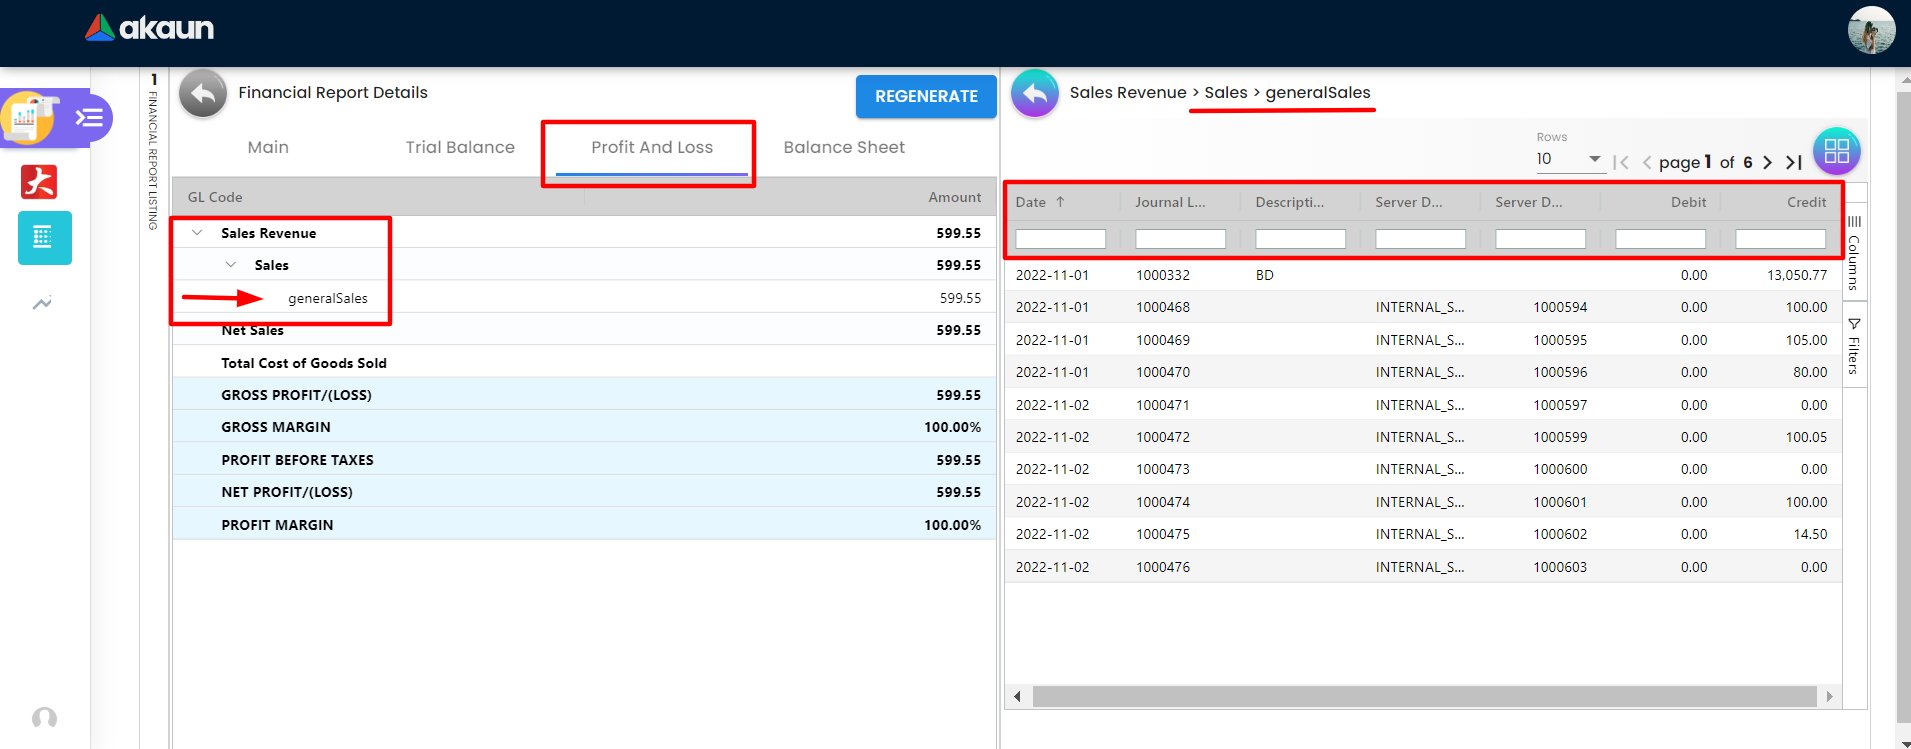 akaun
1 FINANCIAL REPORT LISTING
Financial Report Details
REGENERATE
Main Trial Balance Profit And Loss Balance Sheet
GL Code Amount
Sales Revenue 599.55
Sales 599.55
generalSales 599.55
Net Sales 599.55
Total Cost of Goods Sold
GROSS PROFIT/(LOSS) 599.55
GROSS MARGIN 100.00%
PROFIT BEFORE TAXES 599.55
NET PROFIT/(LOSS) 599.55
PROFIT MARGIN 100.00%
Sales Revenue > Sales > generalSales
Rows
10 page 1 of 6
Date Journal L... Descripti... Server D... Server D... Debit Credit
2022-11-01 1000332 BD 0.00 13,050.77
2022-11-01 1000468 INTERNAL_S... 1000594 0.00 100.00
2022-11-01 1000469 INTERNAL_S... 1000595 0.00 105.00
2022-11-01 1000470 INTERNAL_S... 1000596 0.00 80.00
2022-11-02 1000471 INTERNAL_S... 1000597 0.00 0.00
2022-11-02 1000472 INTERNAL_S... 1000599 0.00 100.05
2022-11-02 1000473 INTERNAL_S... 1000600 0.00 0.00
2022-11-02 1000474 INTERNAL_S... 1000601 0.00 100.00
2022-11-02 1000475 INTERNAL_S... 1000602 0.00 14.50
2022-11-02 1000476 INTERNAL_S... 1000603 0.00 0.00
Columns
Filters